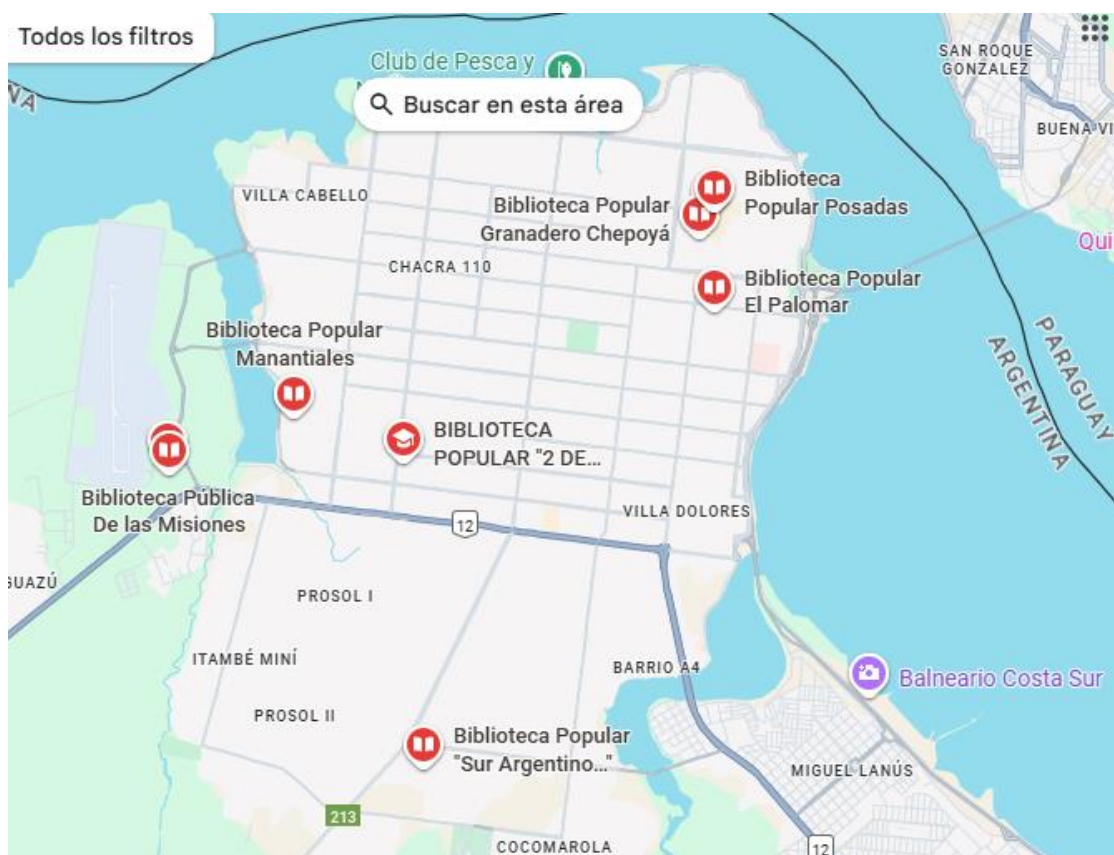 Todos los filtros
Club de Pesca y
Buscar en esta área
SAN ROQUE
GONZALEZ
BUENA VI
VILLA CABELLO
Biblioteca
Popular Posadas
Biblioteca Popular
Granadero Chepoyá
Qui
CHACRA 110
Biblioteca Popular
El Palomar
Biblioteca Popular
Manantiales
PARAGUAY
ARGENTINA
BIBLIOTECA
POPULAR "2 DE...
Biblioteca Pública
De las Misiones
12
VILLA DOLORES
GUAZÚ
PROSOL I
ITAMBÉ MINÍ
BARRIO A4
Balneario Costa Sur
PROSOL II
Biblioteca Popular
"Sur Argentino..."
MIGUEL LANÚS
213
COCOMAROLA
12